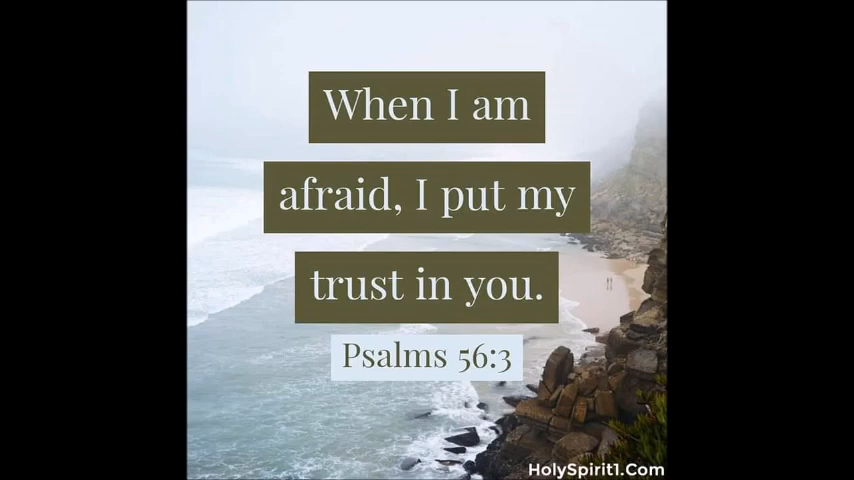 When I am
afraid, I put my
trust in you.
Psalms 56:3
HolySpirit1.Com